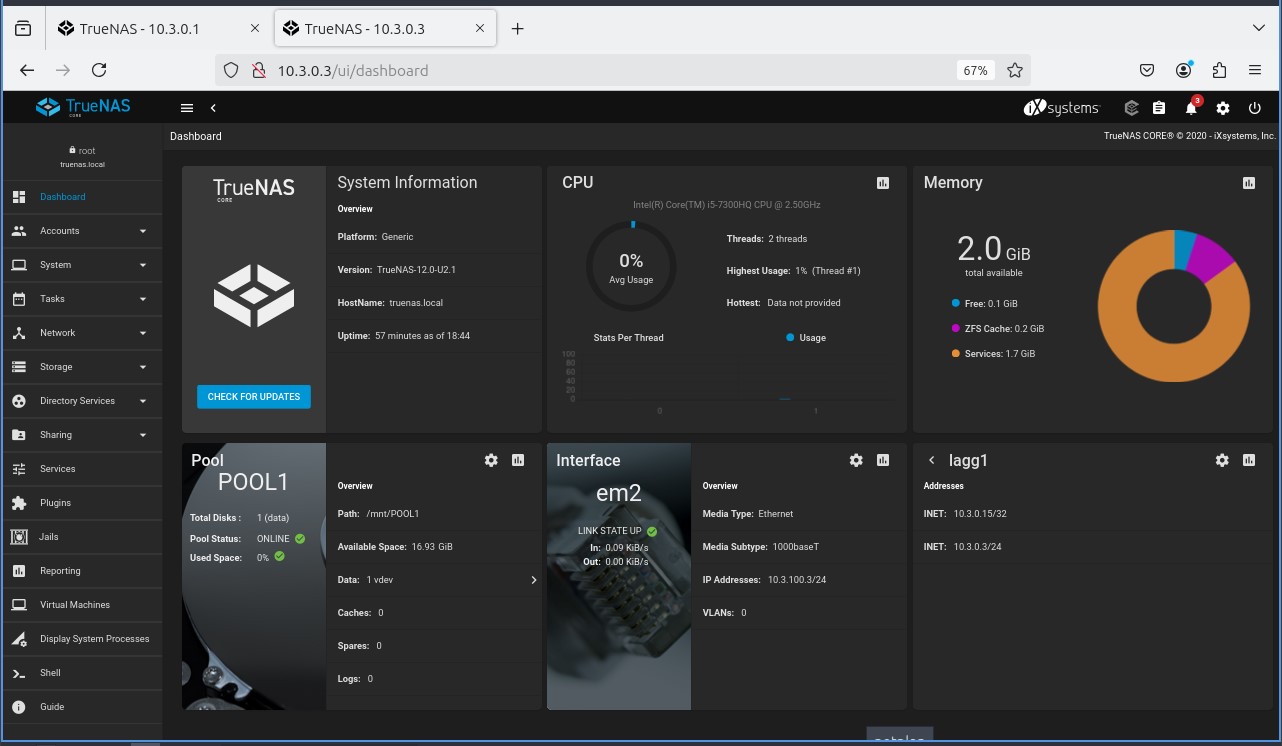 TrueNAS - 10.3.0.1
TrueNAS - 10.3.0.3
10.3.0.3/ui/dashboard
67%
TrueNAS
CORE
iXsystems
3
root
truenas.local
Dashboard
TrueNAS CORE® © 2020 - iXsystems, Inc.
Dashboard
Accounts
System
Tasks
Network
Storage
Directory Services
Sharing
Services
Plugins
Jails
Reporting
Virtual Machines
Display System Processes
Shell
Guide
TrueNAS
CORE
CHECK FOR UPDATES
System Information
Overview
Platform: Generic
Version: TrueNAS-12.0-U2.1
HostName: truenas.local
Uptime: 57 minutes as of 18:44
CPU
Intel(R) Core(TM) i5-7300HQ CPU @ 2.50GHz
0%
Avg Usage
Threads: 2 threads
Highest Usage: 1% (Thread #1)
Hottest: Data not provided
Stats Per Thread
Usage
100
80
60
40
20
0
0
1
Memory
2.0 GiB
total available
Free: 0.1 GiB
ZFS Cache: 0.2 GiB
Services: 1.7 GiB
Pool
POOL1
Total Disks : 1 (data)
Pool Status: ONLINE
Used Space: 0%
Overview
Path: /mnt/POOL1
Available Space: 16.93 GiB
Data: 1 vdev
Caches: 0
Spares: 0
Logs: 0
Interface
em2
LINK STATE UP
In: 0.09 KiB/s
Out: 0.00 KiB/s
Overview
Media Type: Ethernet
Media Subtype: 1000baseT
IP Addresses: 10.3.100.3/24
VLANs: 0
lagg1
Addresses
INET: 10.3.0.15/32
INET: 10.3.0.3/24